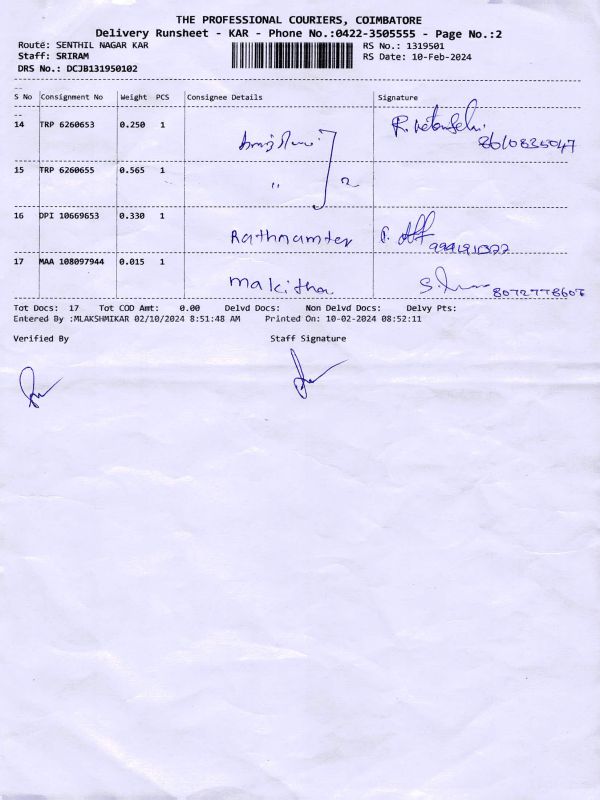 THE PROFESSIONAL COURIERS, COIMBATORE
Delivery Runsheet - KAR - Phone No.:0422-3505555 - Page No.:2
Route: SENTHIL NAGAR KAR RS No.: 1319501
Staff: SRIRAM RS Date: 10-Feb-2024
DRS No.: DCJB131950102
S No Consignment No Weight PCS Consignee Details Signature
14 TRP 6260653 0.250 1
8610835047
15 TRP 6260655 0.565 1 " 2
16 DPI 10669653 0.330 1 Rathnamter
17 MAA 108097944 0.015 1 Makitha
8072778606
Tot Docs: 17 Tot COD Amt: 0.00 Delvd Docs: Non Delvd Docs: Delvy Pts:
Entered By :MLAKSHMIKAR 02/10/2024 8:51:48 AM Printed On: 10-02-2024 08:52:11
Verified By Staff Signature